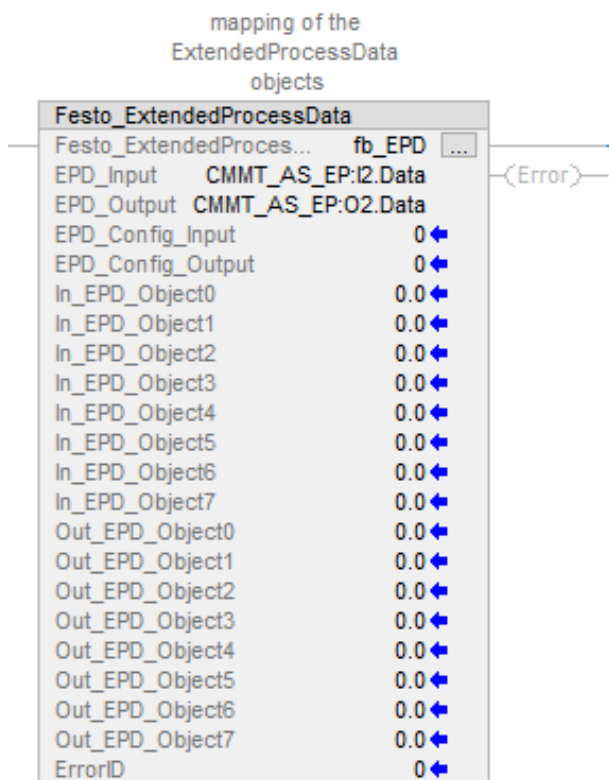 mapping of the
ExtendedProcessData
objects
Festo_ExtendedProcessData
Festo_ExtendedProces... fb_EPD ...
EPD_Input CMMT_AS_EP:I2.Data (Error)
EPD_Output CMMT_AS_EP:O2.Data
EPD_Config_Input 0
EPD_Config_Output 0
In_EPD_Object0 0.0
In_EPD_Object1 0.0
In_EPD_Object2 0.0
In_EPD_Object3 0.0
In_EPD_Object4 0.0
In_EPD_Object5 0.0
In_EPD_Object6 0.0
In_EPD_Object7 0.0
Out_EPD_Object0 0.0
Out_EPD_Object1 0.0
Out_EPD_Object2 0.0
Out_EPD_Object3 0.0
Out_EPD_Object4 0.0
Out_EPD_Object5 0.0
Out_EPD_Object6 0.0
Out_EPD_Object7 0.0
ErrorID 0